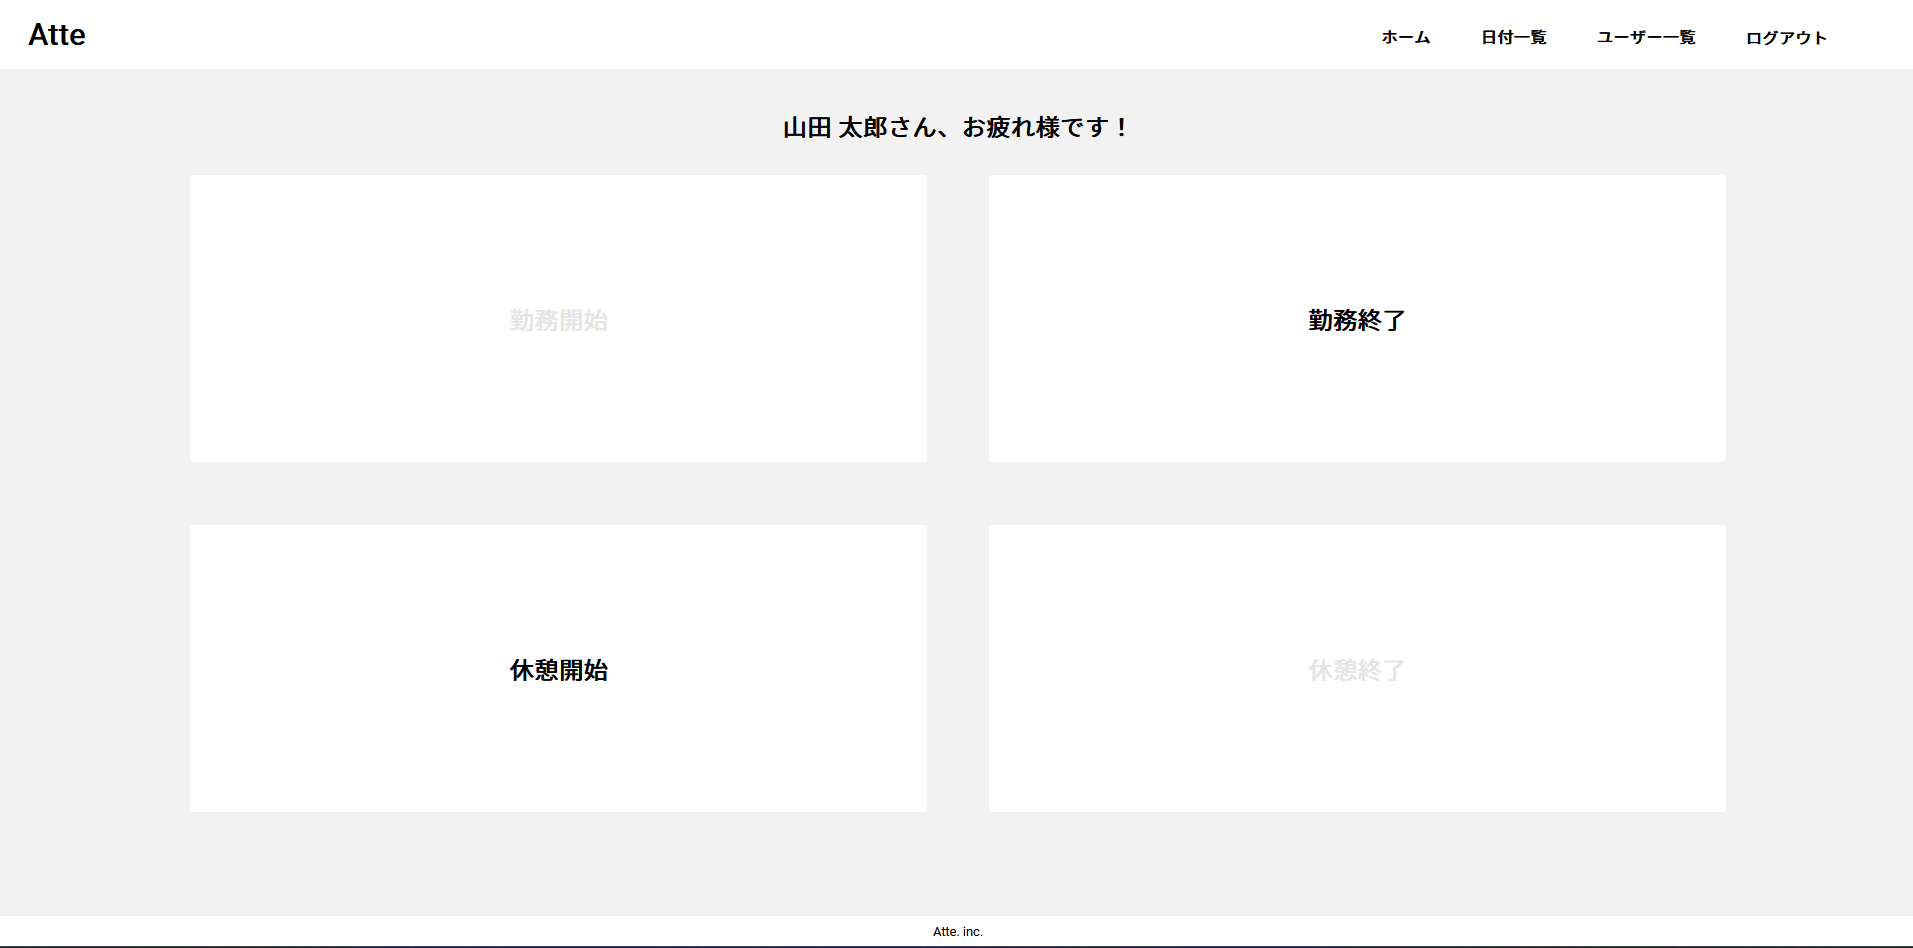 Atte
ホーム 日付一覧 ユーザー一覧 ログアウト
山田 太郎さん、お疲れ様です！
勤務開始
勤務終了
休憩開始
休憩終了
Atte. inc.